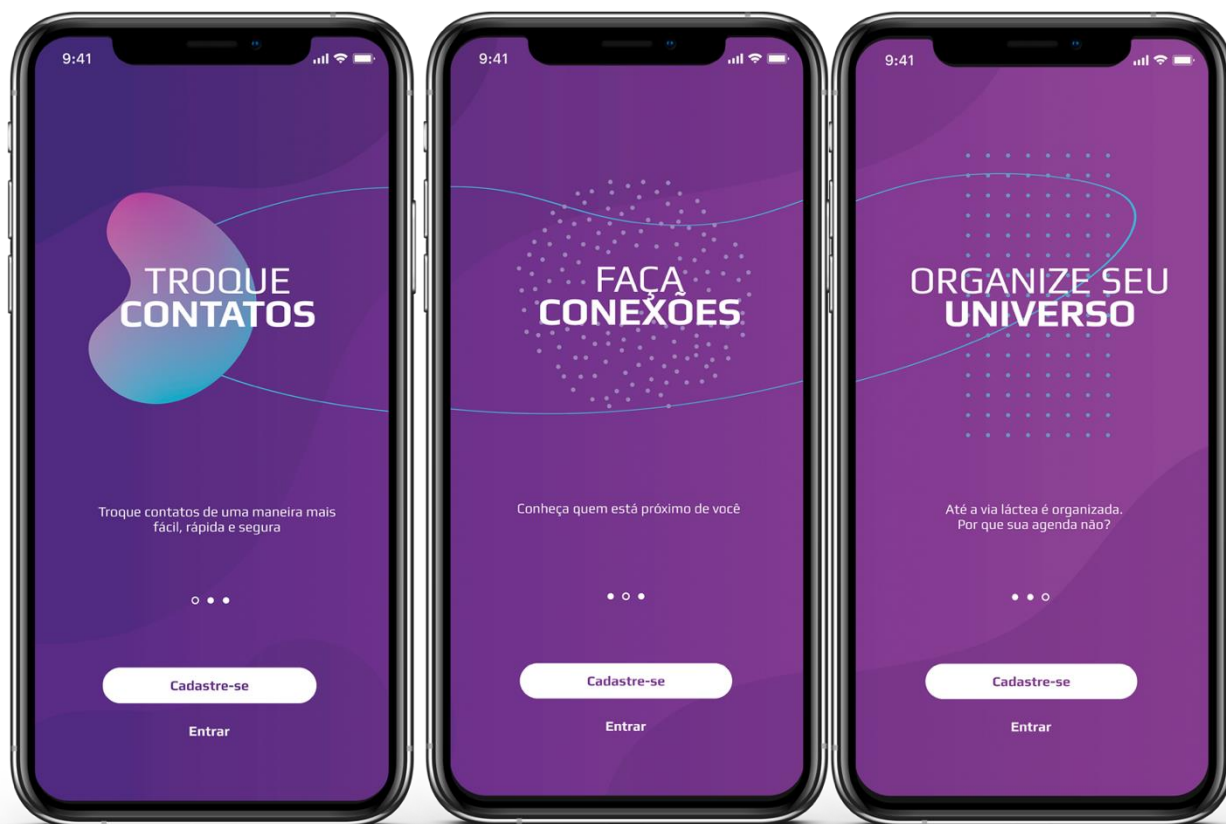 9:41
TROQUE
CONTATOS
Troque contatos de uma maneira mais
fácil, rápida e segura
Cadastre-se
Entrar
9:41
FAÇA
CONEXÕES
Conheça quem está próximo de você
Cadastre-se
Entrar
9:41
ORGANIZE SEU
UNIVERSO
Até a via láctea é organizada.
Por que sua agenda não?
Cadastre-se
Entrar